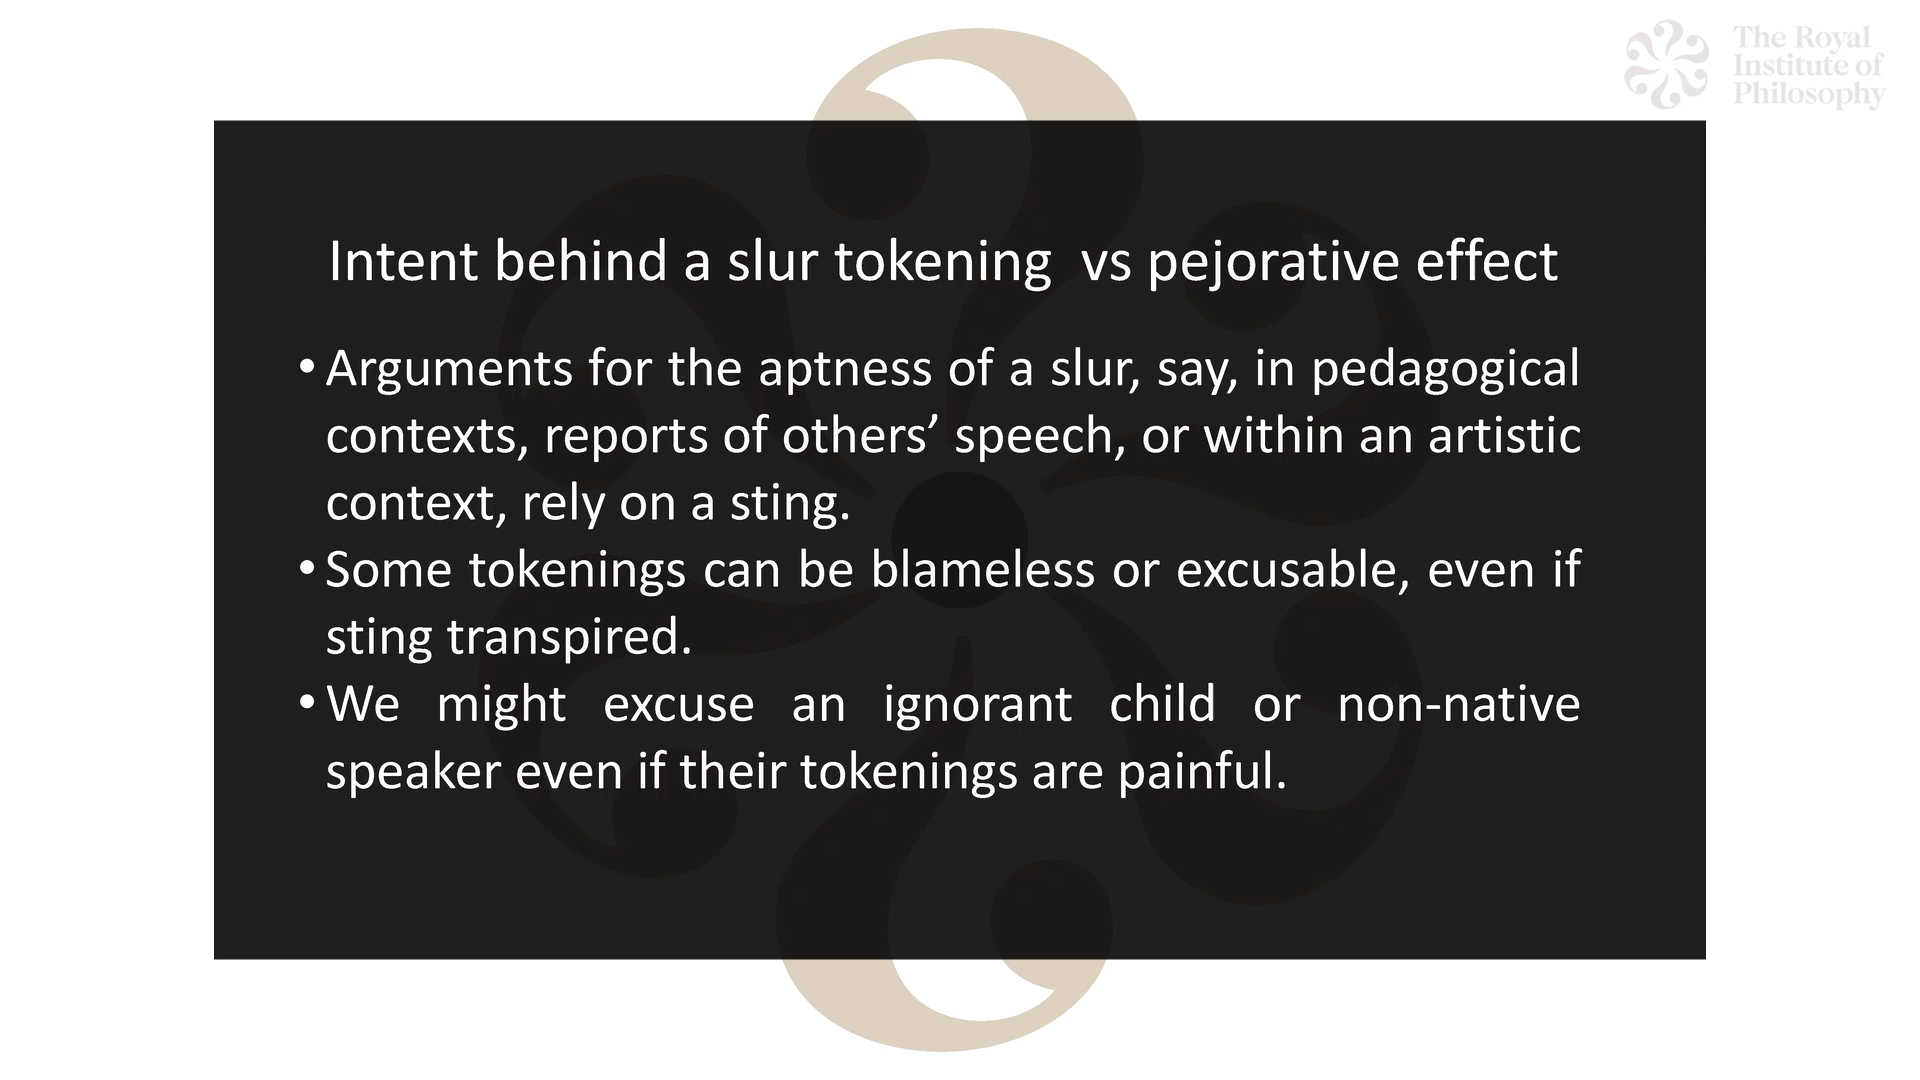 The Royal
Institute of
Philosophy
Intent behind a slur tokening  vs pejorative effect
• Arguments for the aptness of a slur, say, in pedagogical
contexts, reports of others’ speech, or within an artistic
context, rely on a sting.
• Some tokenings can be blameless or excusable, even if
sting transpired.
• We might excuse an ignorant child or non-native
speaker even if their tokenings are painful.